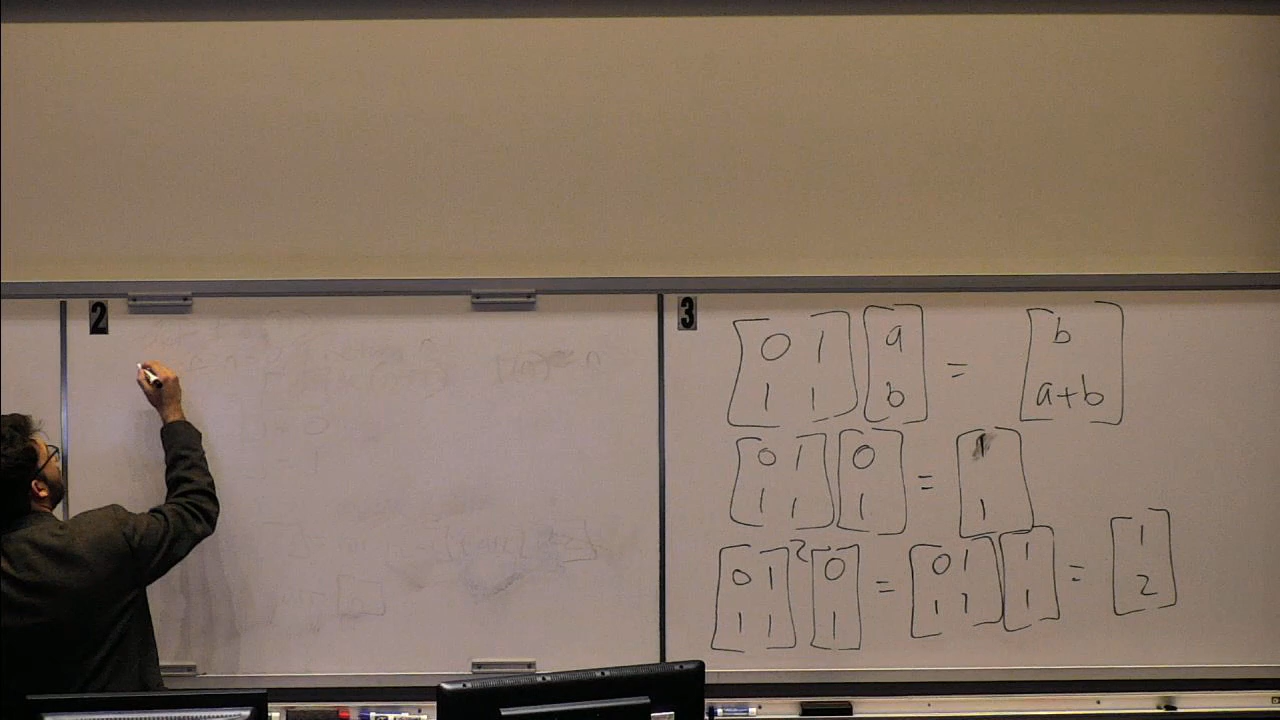 2
3
[0 1] [a] = [b]
[1 1] [b] [a+b]
[0 1] [0] = [1]
[1 1] [1] [1]
[0 1]² [0] = [0 1] [1] = [1]
[1 1] [1] [1 1] [1] [2]